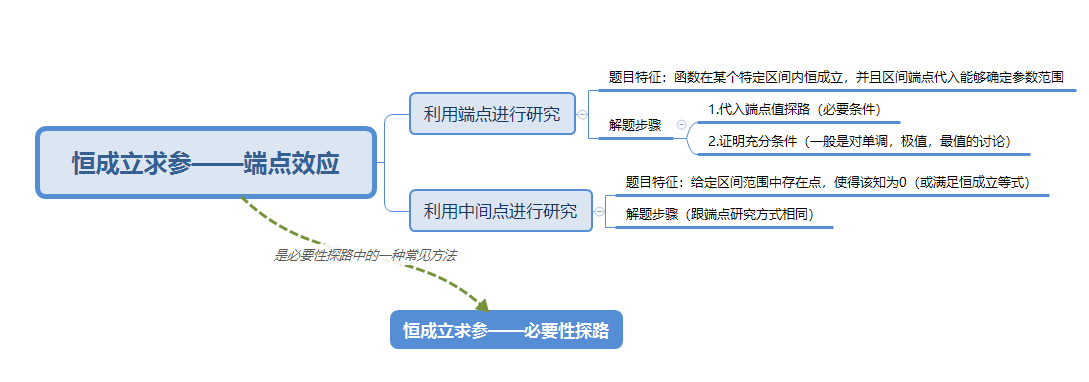 恒成立求参——端点效应
利用端点进行研究
题目特征：函数在某个特定区间内恒成立，并且区间端点代入能够确定参数范围
解题步骤
1.代入端点值探路（必要条件）
2.证明充分条件（一般是对单调，极值，最值的讨论）
利用中间点进行研究
题目特征：给定区间范围中存在点，使得该知为0（或满足恒成立等式）
解题步骤（跟端点研究方式相同）
是必要性探路中的一种常见方法
恒成立求参——必要性探路